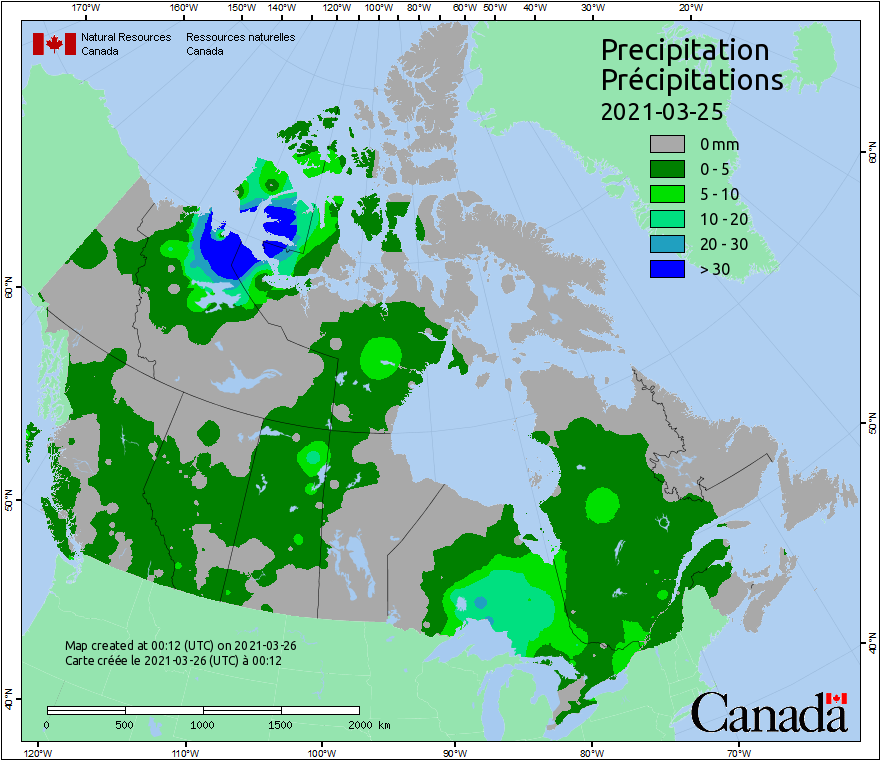 170°W 160°W 150°W 140°W 120°W 100°W 80°W 60°W 50°W 40°W 30°W 20°W
Natural Resources Ressources naturelles
Canada Canada
Precipitation
Précipitations
2021-03-25
0 mm
0 - 5
5 - 10
10 - 20
20 - 30
> 30
60°N
60°N
50°N
50°N
40°N
40°N
Map created at 00:12 (UTC) on 2021-03-26
Carte créée le 2021-03-26 (UTC) à 00:12
0 500 1000 1500 2000 km
Canada
120°W 110°W 100°W 90°W 80°W 70°W